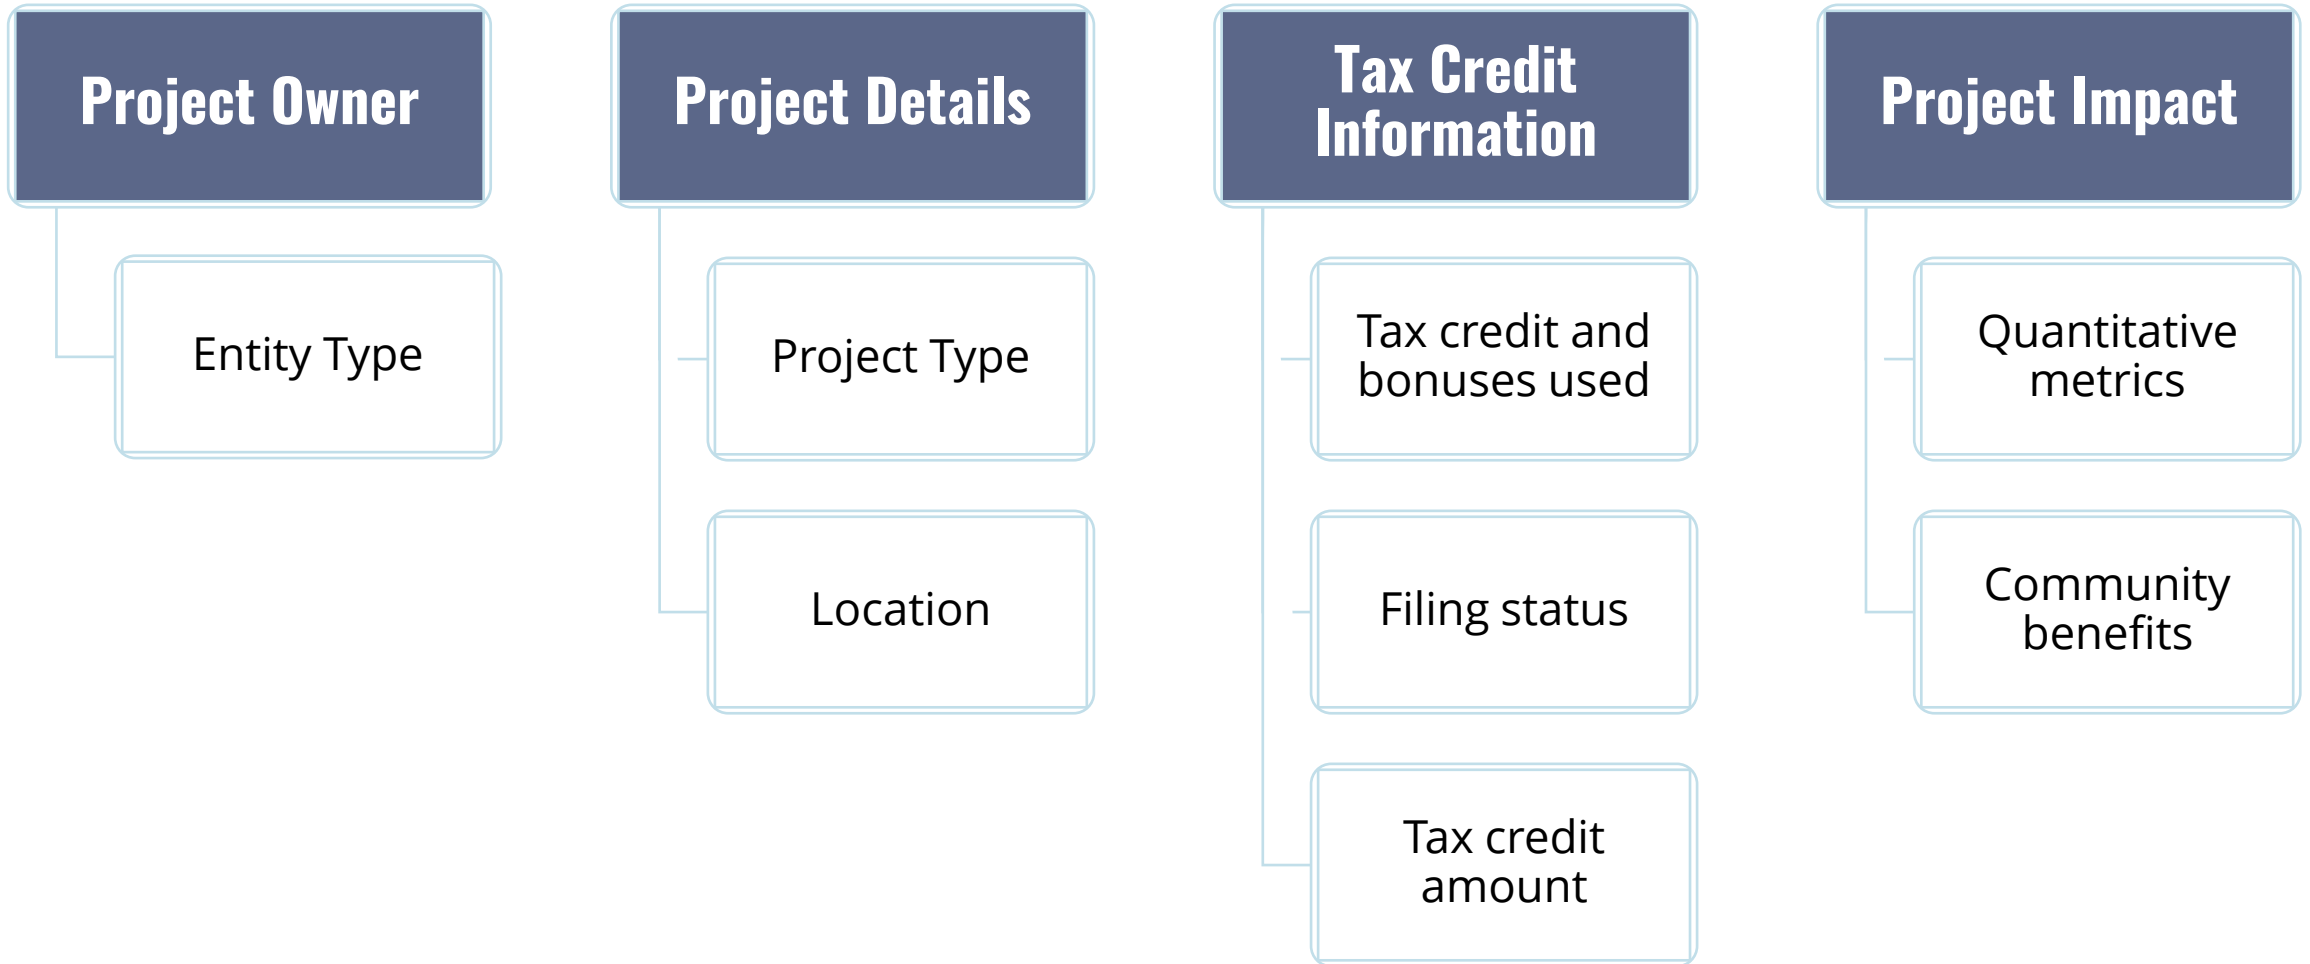 Project Owner
Entity Type
Project Details
Project Type
Location
Tax Credit
Information
Tax credit and
bonuses used
Filing status
Tax credit
amount
Project Impact
Quantitative
metrics
Community
benefits